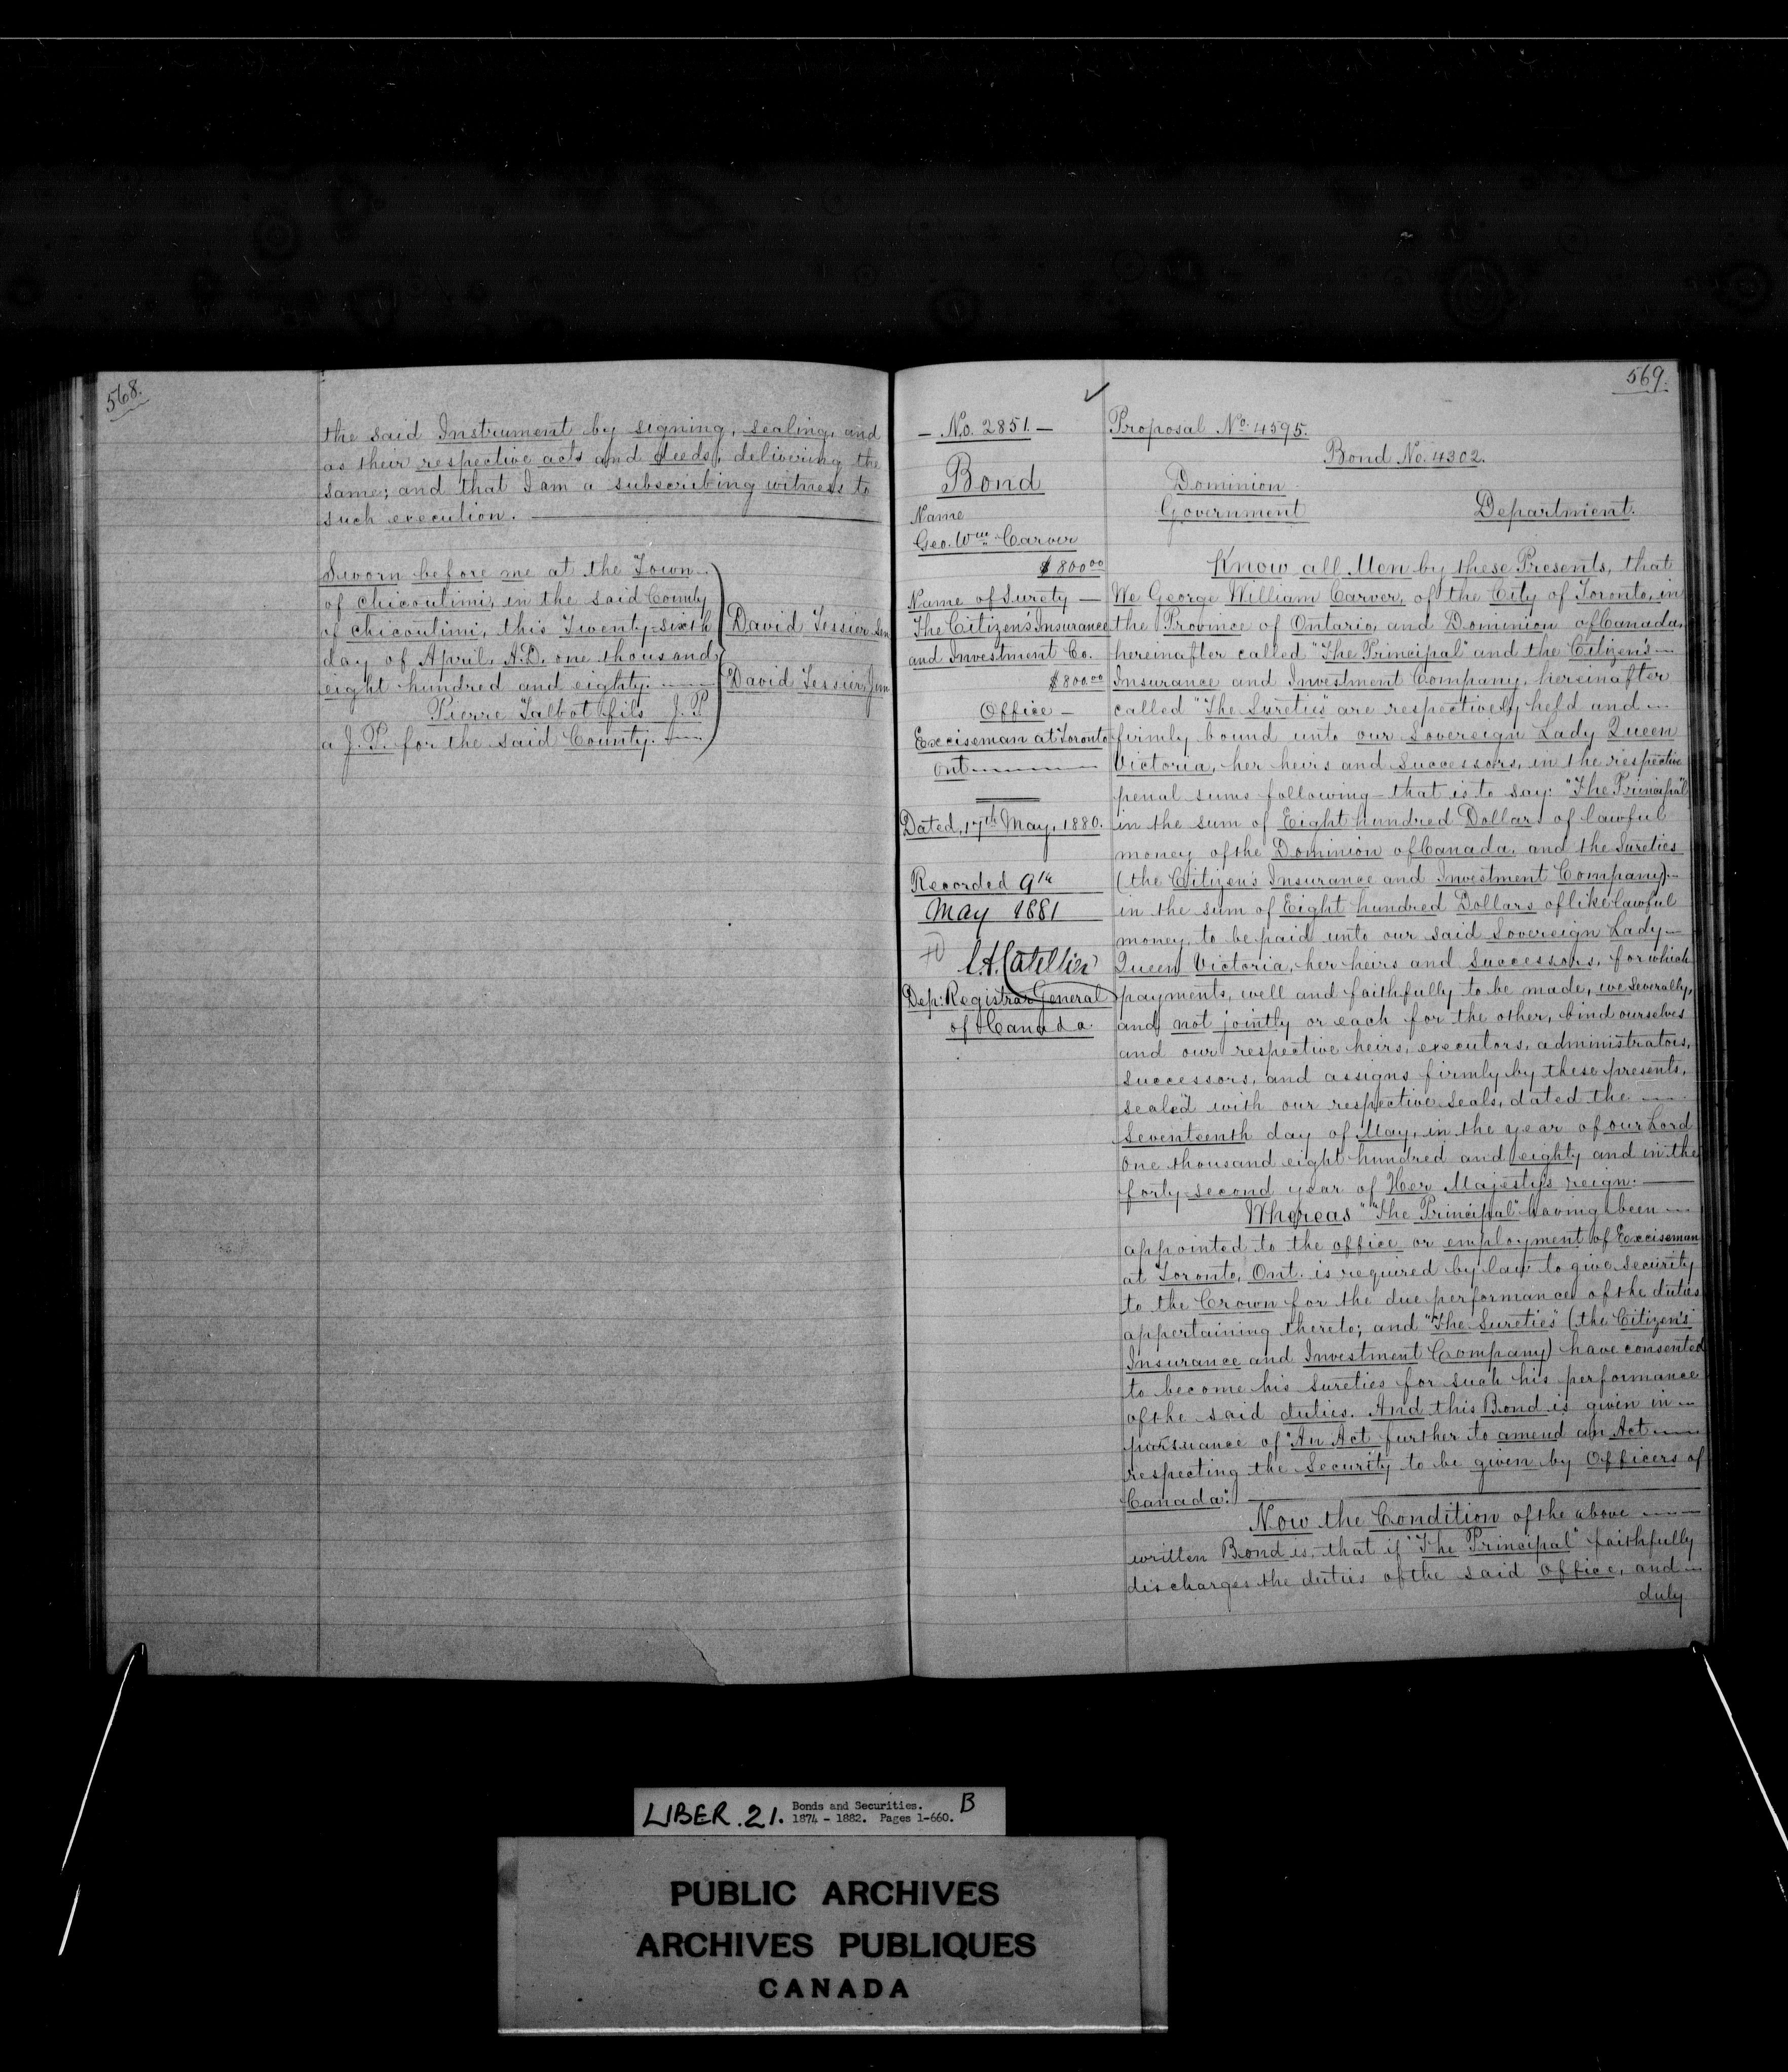 568.
the said Instrument by signing, sealing, and
as their respective acts and deeds, delivering the
same; and that I am a subscribing witness to
such execution.
Sworn before me at the Town
of Chicoutimi, in the said County
of Chicoutimi, this Twenty-sixth
day of April, A.D. one thousand
eight hundred and eighty.
Pierre Talbot fils J.P.
a J.P. for the said County.
David Tessier Sen
David Tessier, Jun
569.
No. 2851.
Bond
Name
Geo. Wm. Carver
$800.00
Name of Surety
The Citizen's Insurance
and Investment Co.
$800.00
Office
Exciseman at Toronto
Ont
Dated, 17th May, 1880.
Recorded 9th
May 1881
Dep: Registrar General
of Canada.
Proposal No. 4595.
Bond No. 4302.
Dominion
Government Department.
Know all Men by these Presents, that
We George William Carver, of the City of Toronto, in
the Province of Ontario, and Dominion of Canada,
hereinafter called "The Principal" and the Citizen's
Insurance and Investment Company, hereinafter
called "The Sureties" are respectively held and
firmly bound unto our Sovereign Lady Queen
Victoria, her heirs and Successors, in the respective
penal sums following that is to say: "The Principal"
in the sum of Eight hundred Dollars of lawful
money of the Dominion of Canada, and the Sureties
(the Citizen's Insurance and Investment Company)
in the sum of Eight hundred Dollars of like lawful
money, to be paid unto our said Sovereign Lady
Queen Victoria, her heirs and Successors, for which
payments, well and faithfully to be made, we severally,
and not jointly or each for the other, bind ourselves
and our respective heirs, executors, administrators,
successors, and assigns firmly by these presents,
sealed with our respective seals, dated the
Seventeenth day of May, in the year of our Lord
One thousand eight hundred and eighty and in the
forty-second year of Her Majesty's reign.
Whereas "The Principal" having been
appointed to the office or employment of Exciseman
at Toronto, Ont. is required by law to give security
to the Crown for the due performance of the duties
appertaining thereto; and "The Sureties" (the Citizen's
Insurance and Investment Company) have consented
to become his Sureties for such his performance
of the said duties. And this Bond is given in
pursuance of "An Act further to amend an Act
respecting the Security to be given by Officers of
Canada".
Now the Condition of the above
written Bond is, that if "The Principal" faithfully
discharges the duties of the said office, and
duly
LIBER. 21. Bonds and Securities. B
1874 - 1882. Pages 1-660.
PUBLIC ARCHIVES
ARCHIVES PUBLIQUES
CANADA